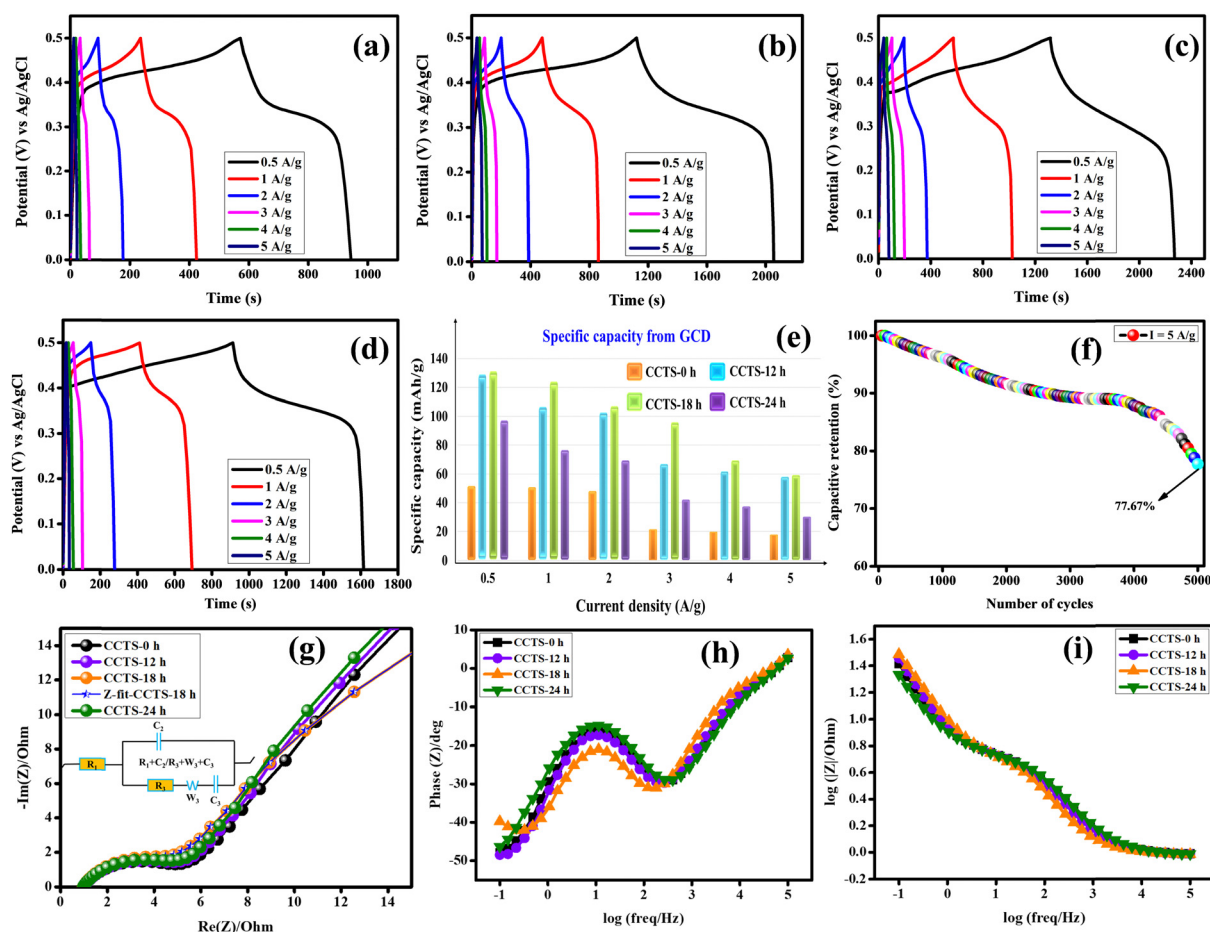 (a)
Potential (V) vs Ag/AgCl
0.5
0.4
0.3
0.2
0.1
0.0
0.5 A/g
1 A/g
2 A/g
3 A/g
4 A/g
5 A/g
0 200 400 600 800 1000
Time (s)
(b)
Potential (V) vs Ag/AgCl
0.5
0.4
0.3
0.2
0.1
0.0
0.5 A/g
1 A/g
2 A/g
3 A/g
4 A/g
5 A/g
0 400 800 1200 1600 2000
Time (s)
(c)
Potential (V) vs Ag/AgCl
0.5
0.4
0.3
0.2
0.1
0.0
0.5 A/g
1 A/g
2 A/g
3 A/g
4 A/g
5 A/g
0 400 800 1200 1600 2000 2400
Time (s)
(d)
Potential (V) vs Ag/AgCl
0.5
0.4
0.3
0.2
0.1
0.0
0.5 A/g
1 A/g
2 A/g
3 A/g
4 A/g
5 A/g
0 200 400 600 800 1000 1200 1400 1600 1800
Time (s)
Specific capacity from GCD
(e)
Specific capacity (mAh/g)
140
120
100
80
60
40
20
0
CCTS-0 h
CCTS-12 h
CCTS-18 h
CCTS-24 h
0.5 1 2 3 4 5
Current density (A/g)
I = 5 A/g
(f)
Capacitive retention (%)
100
90
80
70
60
77.67%
0 1000 2000 3000 4000 5000
Number of cycles
(g)
-Im(Z)/Ohm
14
12
10
8
6
4
2
0
CCTS-0 h
CCTS-12 h
CCTS-18 h
Z-fit-CCTS-18 h
CCTS-24 h
C2
R1
R1+C2/R3+W3+C3
R3
W3
C3
0 2 4 6 8 10 12 14
Re(Z)/Ohm
(h)
Phase (Z)/deg
10
0
-10
-20
-30
-40
-50
CCTS-0 h
CCTS-12 h
CCTS-18 h
CCTS-24 h
-1 0 1 2 3 4 5
log (freq/Hz)
(i)
log (|Z|/Ohm)
1.6
1.4
1.2
1.0
0.8
0.6
0.4
0.2
0.0
-0.2
CCTS-0 h
CCTS-12 h
CCTS-18 h
CCTS-24 h
-1 0 1 2 3 4 5
log (freq/Hz)